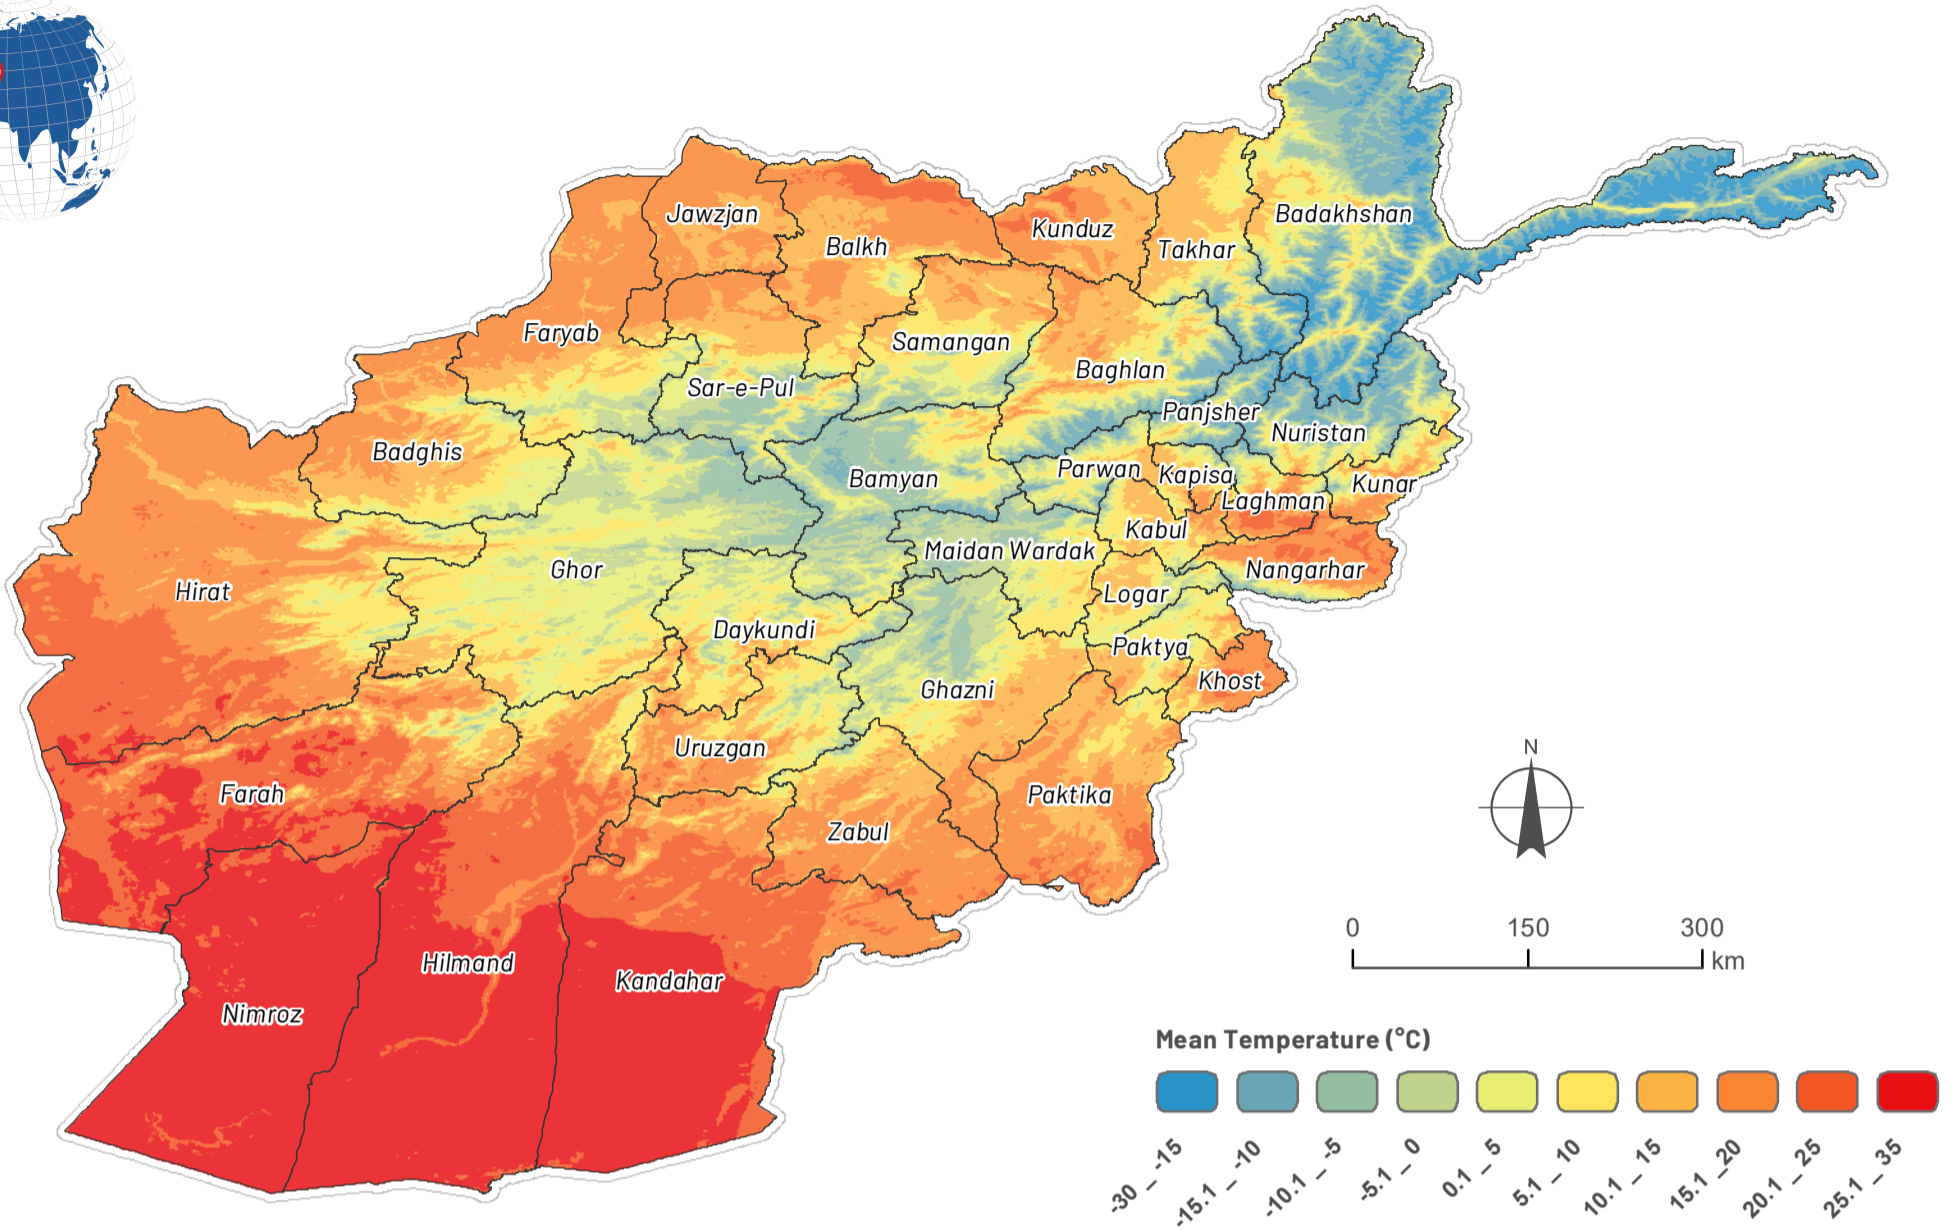 Jawzjan
Balkh
Kunduz
Takhar
Badakhshan
Faryab
Samangan
Sar-e-Pul
Baghlan
Panjsher
Nuristan
Badghis
Bamyan
Parwan
Kapisa
Kunar
Laghman
Kabul
Maidan Wardak
Nangarhar
Hirat
Ghor
Logar
Daykundi
Paktya
Khost
Ghazni
Uruzgan
Farah
Paktika
Zabul
Hilmand
Kandahar
Nimroz
N
0 150 300
km
Mean Temperature (°C)
-30 _ -15
-15.1 _ -10
-10.1 _ -5
-5.1 _ 0
0.1 _ 5
5.1 _ 10
10.1 _ 15
15.1 _20
20.1 _ 25
25.1 _ 35